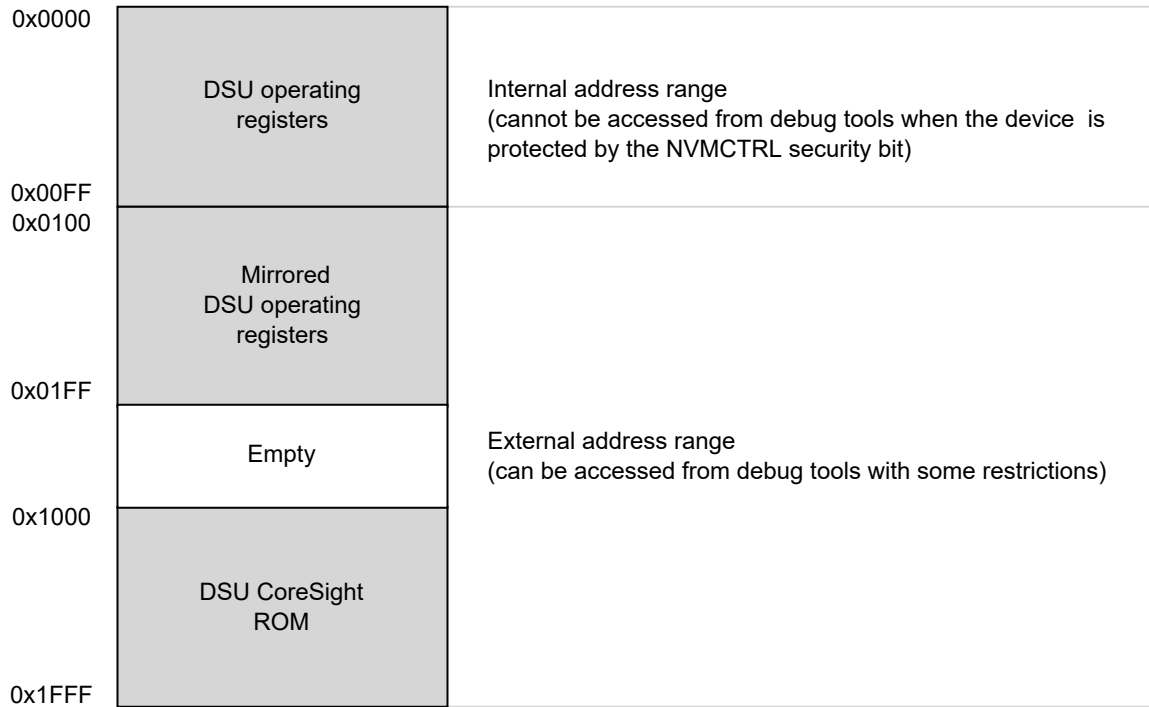 0x0000
DSU operating
registers
Internal address range
(cannot be accessed from debug tools when the device is
protected by the NVMCTRL security bit)
0x00FF
0x0100
Mirrored
DSU operating
registers
0x01FF
Empty
External address range
(can be accessed from debug tools with some restrictions)
0x1000
DSU CoreSight
ROM
0x1FFF